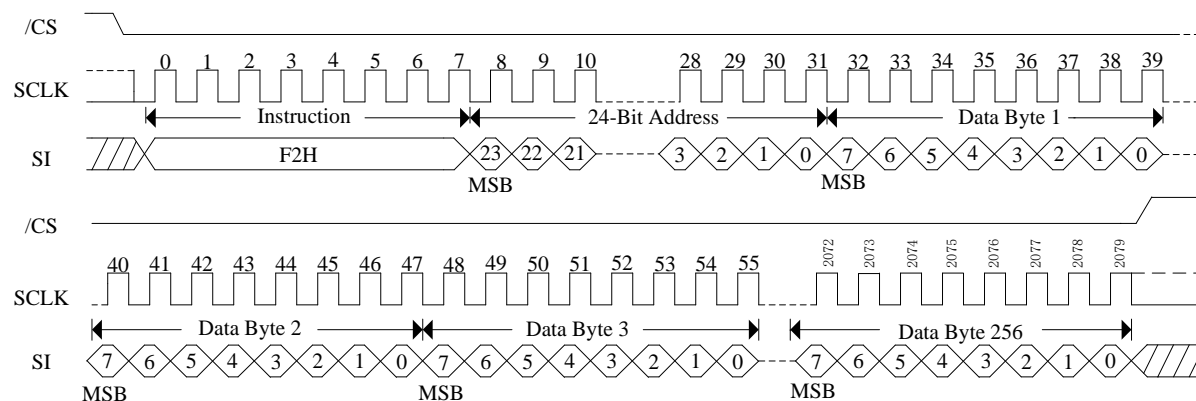 /CS
0 1 2 3 4 5 6 7 8 9 10 28 29 30 31 32 33 34 35 36 37 38 39
SCLK
Instruction 24-Bit Address Data Byte 1
SI F2H 23 22 21 3 2 1 0 7 6 5 4 3 2 1 0
MSB MSB
/CS
40 41 42 43 44 45 46 47 48 49 50 51 52 53 54 55 2072 2073 2074 2075 2076 2077 2078 2079
SCLK
Data Byte 2 Data Byte 3 Data Byte 256
SI 7 6 5 4 3 2 1 0 7 6 5 4 3 2 1 0 7 6 5 4 3 2 1 0
MSB MSB MSB